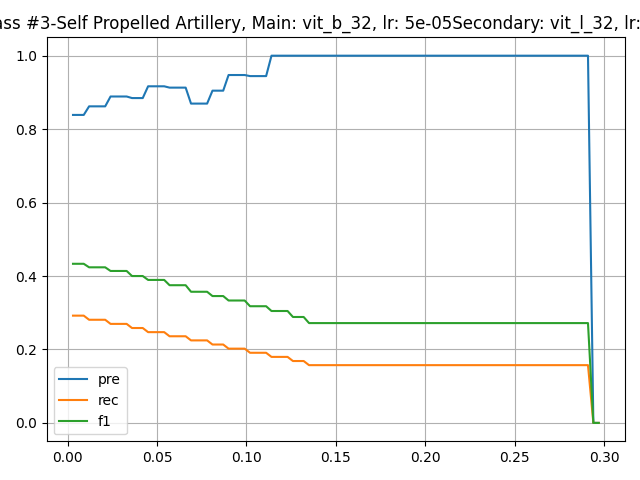 ass #3-Self Propelled Artillery, Main: vit_b_32, lr: 5e-05Secondary: vit_l_32, lr:
1.0
0.8
0.6
0.4
0.2
0.0
pre
rec
f1
0.00 0.05 0.10 0.15 0.20 0.25 0.30